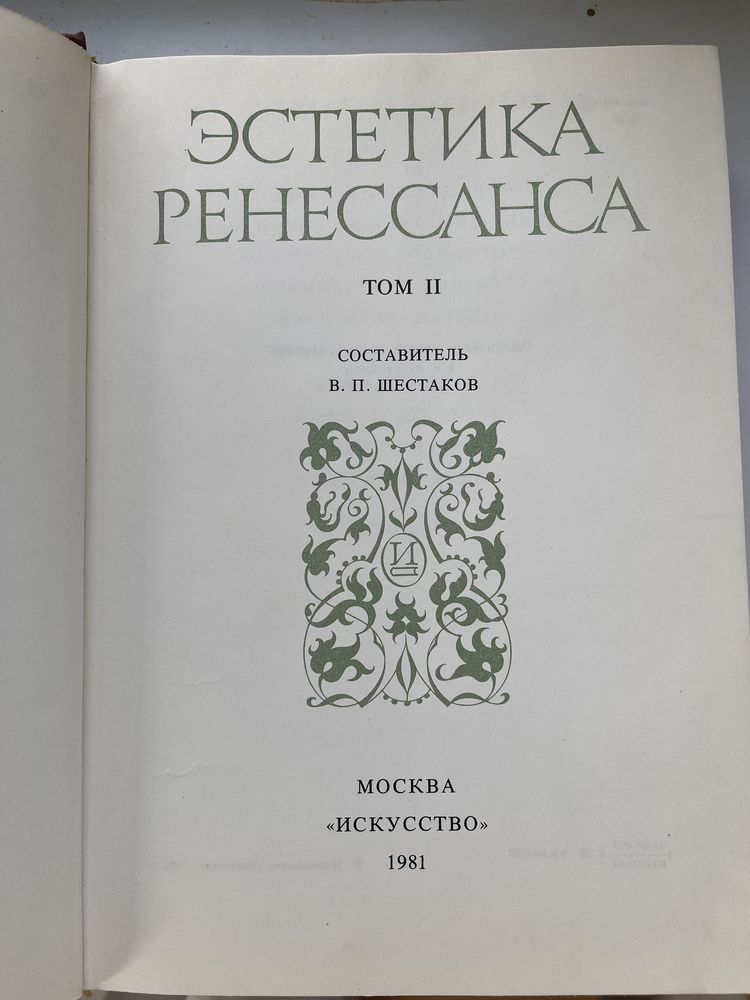 ЭСТЕТИКА
РЕНЕССАНСА
ТОМ II
СОСТАВИТЕЛЬ
В. П. ШЕСТАКОВ
И
МОСКВА
«ИСКУССТВО»
1981